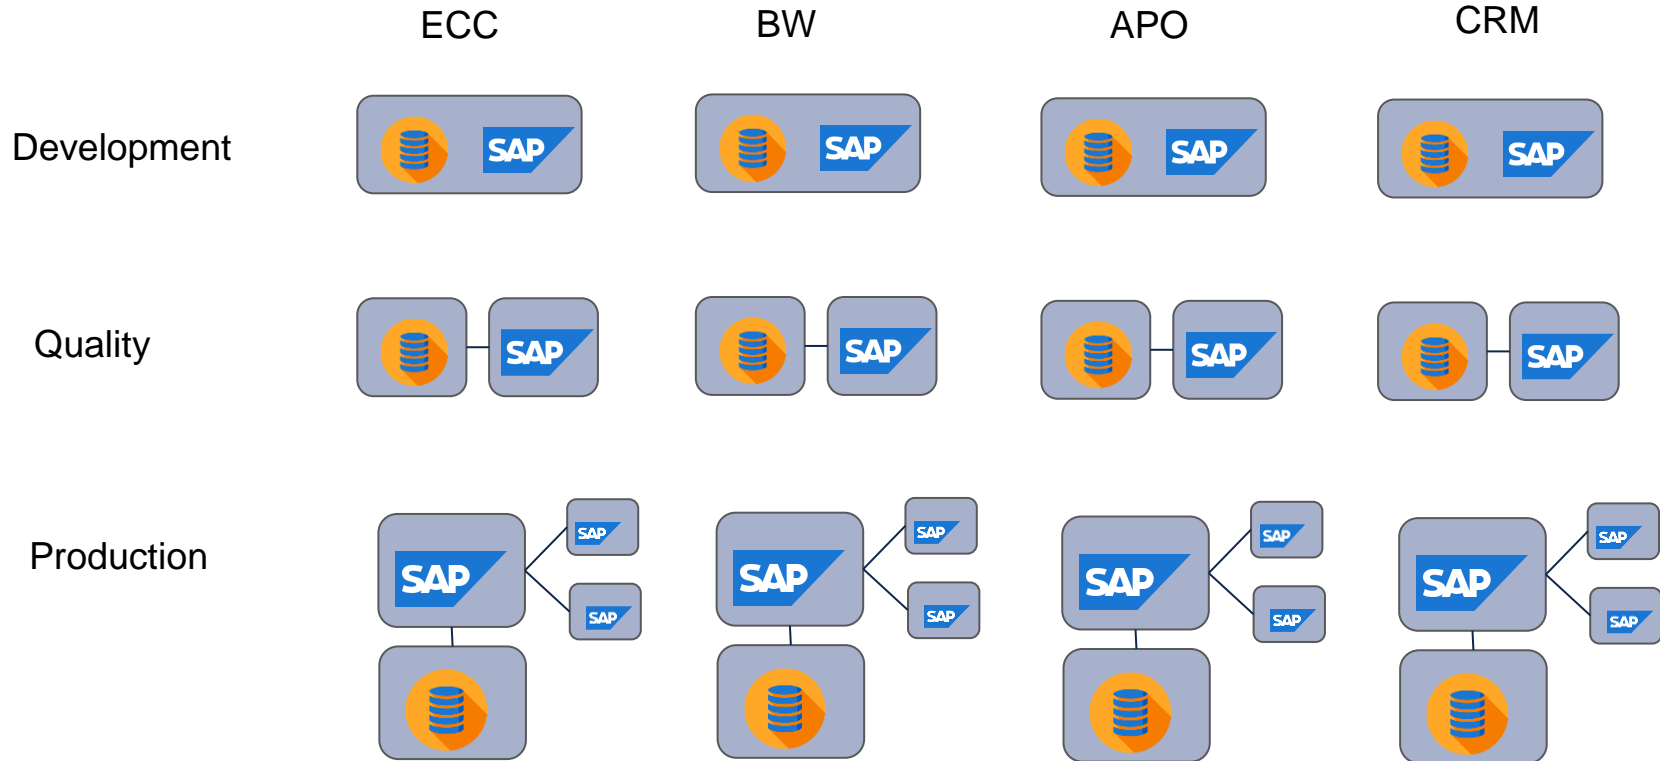 ECC BW APO CRM
Development SAP SAP SAP SAP
Quality SAP SAP SAP SAP
SAP SAP SAP SAP
Production SAP SAP SAP SAP
SAP SAP SAP SAP